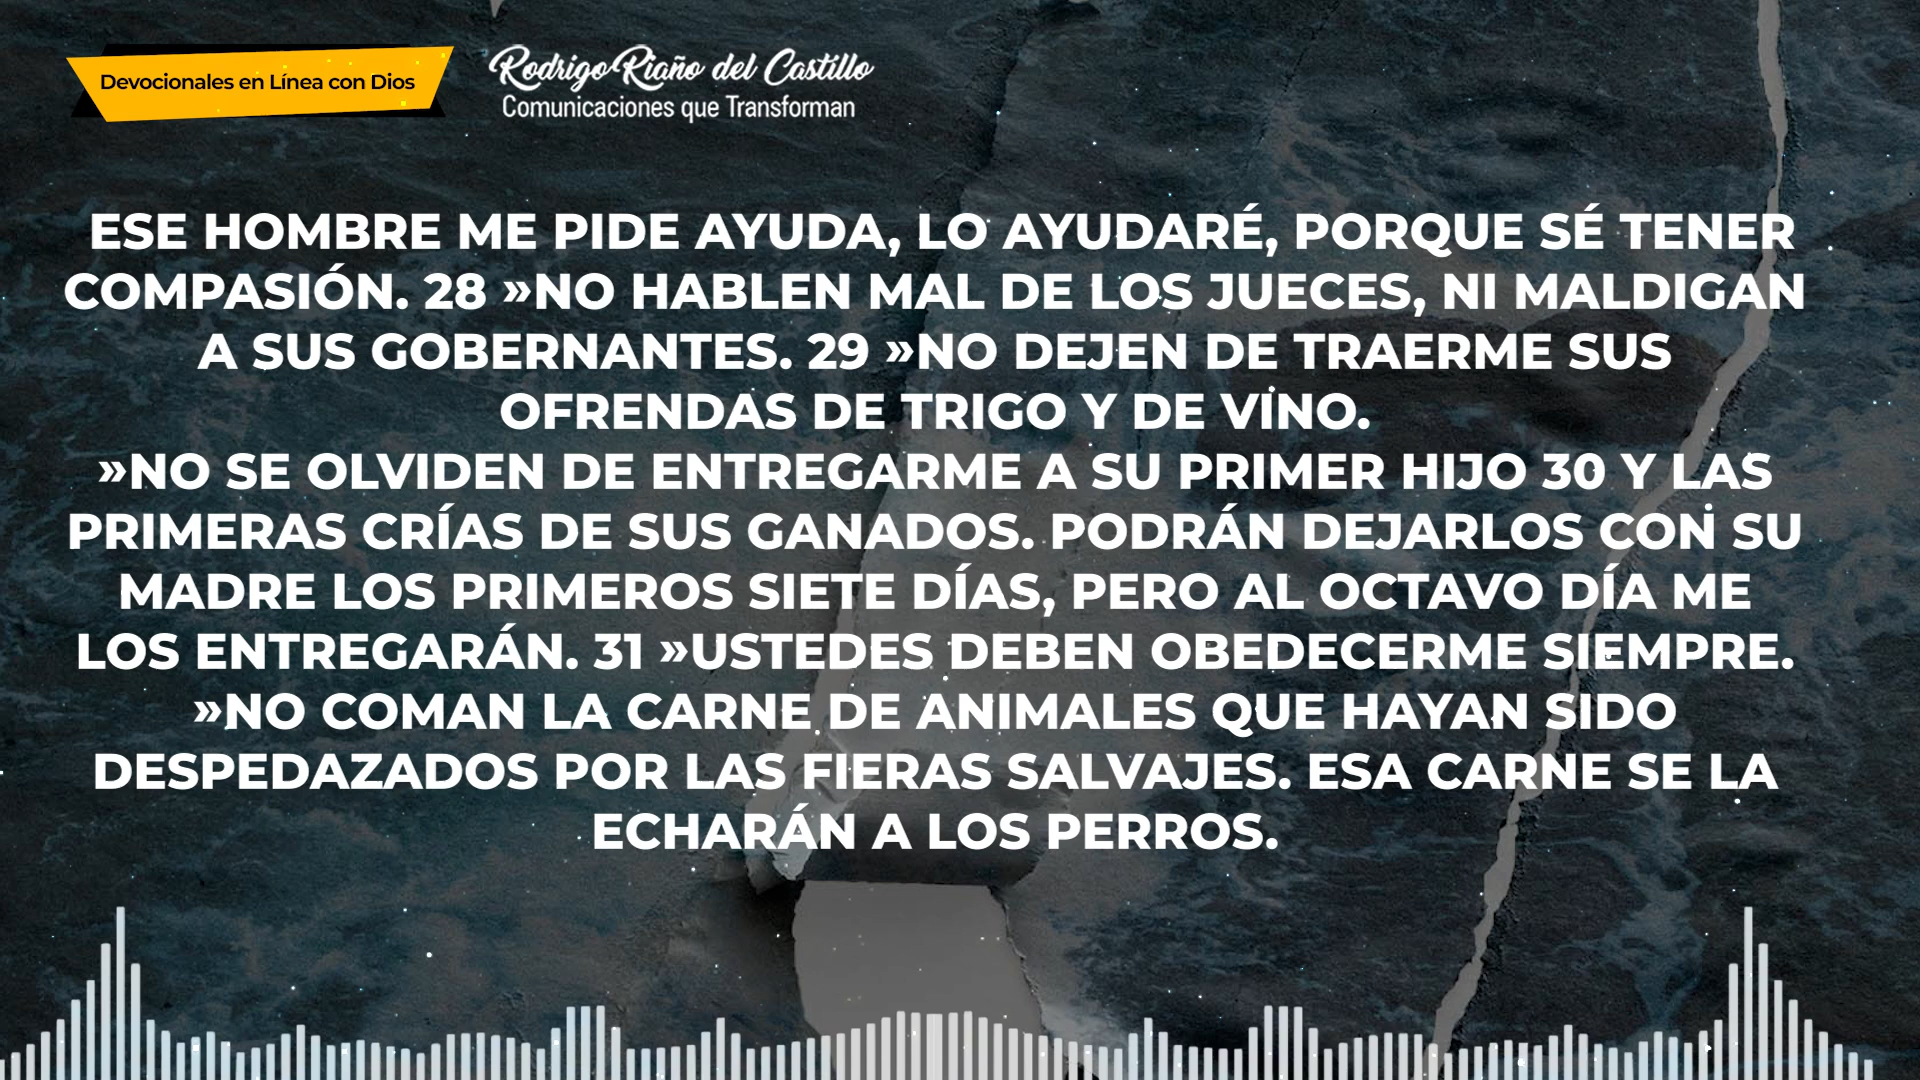 Devocionales en Línea con Dios
Rodrigo Riaño del Castillo
Comunicaciones que Transforman
ESE HOMBRE ME PIDE AYUDA, LO AYUDARÉ, PORQUE SÉ TENER
COMPASIÓN. 28 »NO HABLEN MAL DE LOS JUECES, NI MALDIGAN
A SUS GOBERNANTES. 29 »NO DEJEN DE TRAERME SUS
OFRENDAS DE TRIGO Y DE VINO.
»NO SE OLVIDEN DE ENTREGARME A SU PRIMER HIJO 30 Y LAS
PRIMERAS CRÍAS DE SUS GANADOS. PODRÁN DEJARLOS CON SU
MADRE LOS PRIMEROS SIETE DÍAS, PERO AL OCTAVO DÍA ME
LOS ENTREGARÁN. 31 »USTEDES DEBEN OBEDECERME SIEMPRE.
»NO COMAN LA CARNE DE ANIMALES QUE HAYAN SIDO
DESPEDAZADOS POR LAS FIERAS SALVAJES. ESA CARNE SE LA
ECHARÁN A LOS PERROS.